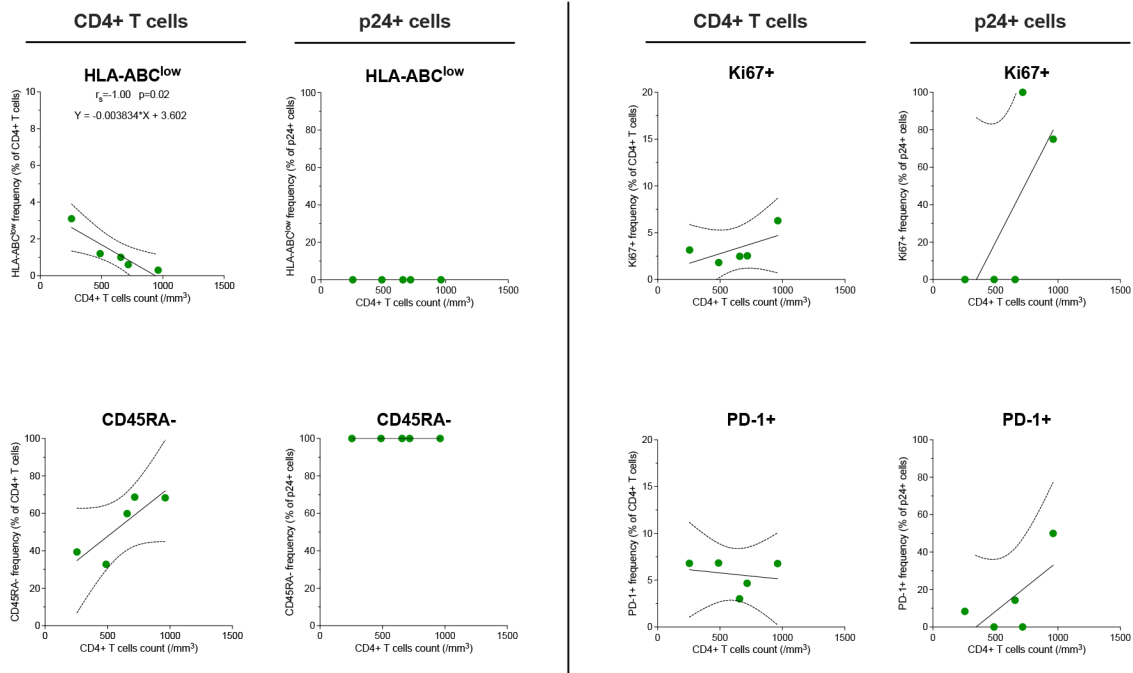 CD4+ T cells
p24+ cells
CD4+ T cells
p24+ cells
HLA-ABClow
rs=-1.00 p=0.02
Y = -0.003834*X + 3.602
HLA-ABClow frequency (% of CD4+ T cells)
10
8
6
4
2
0
0 500 1000 1500
CD4+ T cells count (/mm3)
HLA-ABClow
HLA-ABClow frequency (% of p24+ cells)
100
80
60
40
20
0
0 500 1000 1500
CD4+ T cells count (/mm3)
Ki67+
Ki67+ frequency (% of CD4+ T cells)
20
15
10
5
0
0 500 1000 1500
CD4+ T cells count (/mm3)
Ki67+
Ki67+ frequency (% of p24+ cells)
100
80
60
40
20
0
0 500 1000 1500
CD4+ T cells count (/mm3)
CD45RA-
CD45RA- frequency (% of CD4+ T cells)
100
80
60
40
20
0
0 500 1000 1500
CD4+ T cells count (/mm3)
CD45RA-
CD45RA- frequency (% of p24+ cells)
100
80
60
40
20
0
0 500 1000 1500
CD4+ T cells count (/mm3)
PD-1+
PD-1+ frequency (% of CD4+ T cells)
20
15
10
5
0
0 500 1000 1500
CD4+ T cells count (/mm3)
PD-1+
PD-1+ frequency (% of p24+ cells)
100
80
60
40
20
0
0 500 1000 1500
CD4+ T cells count (/mm3)